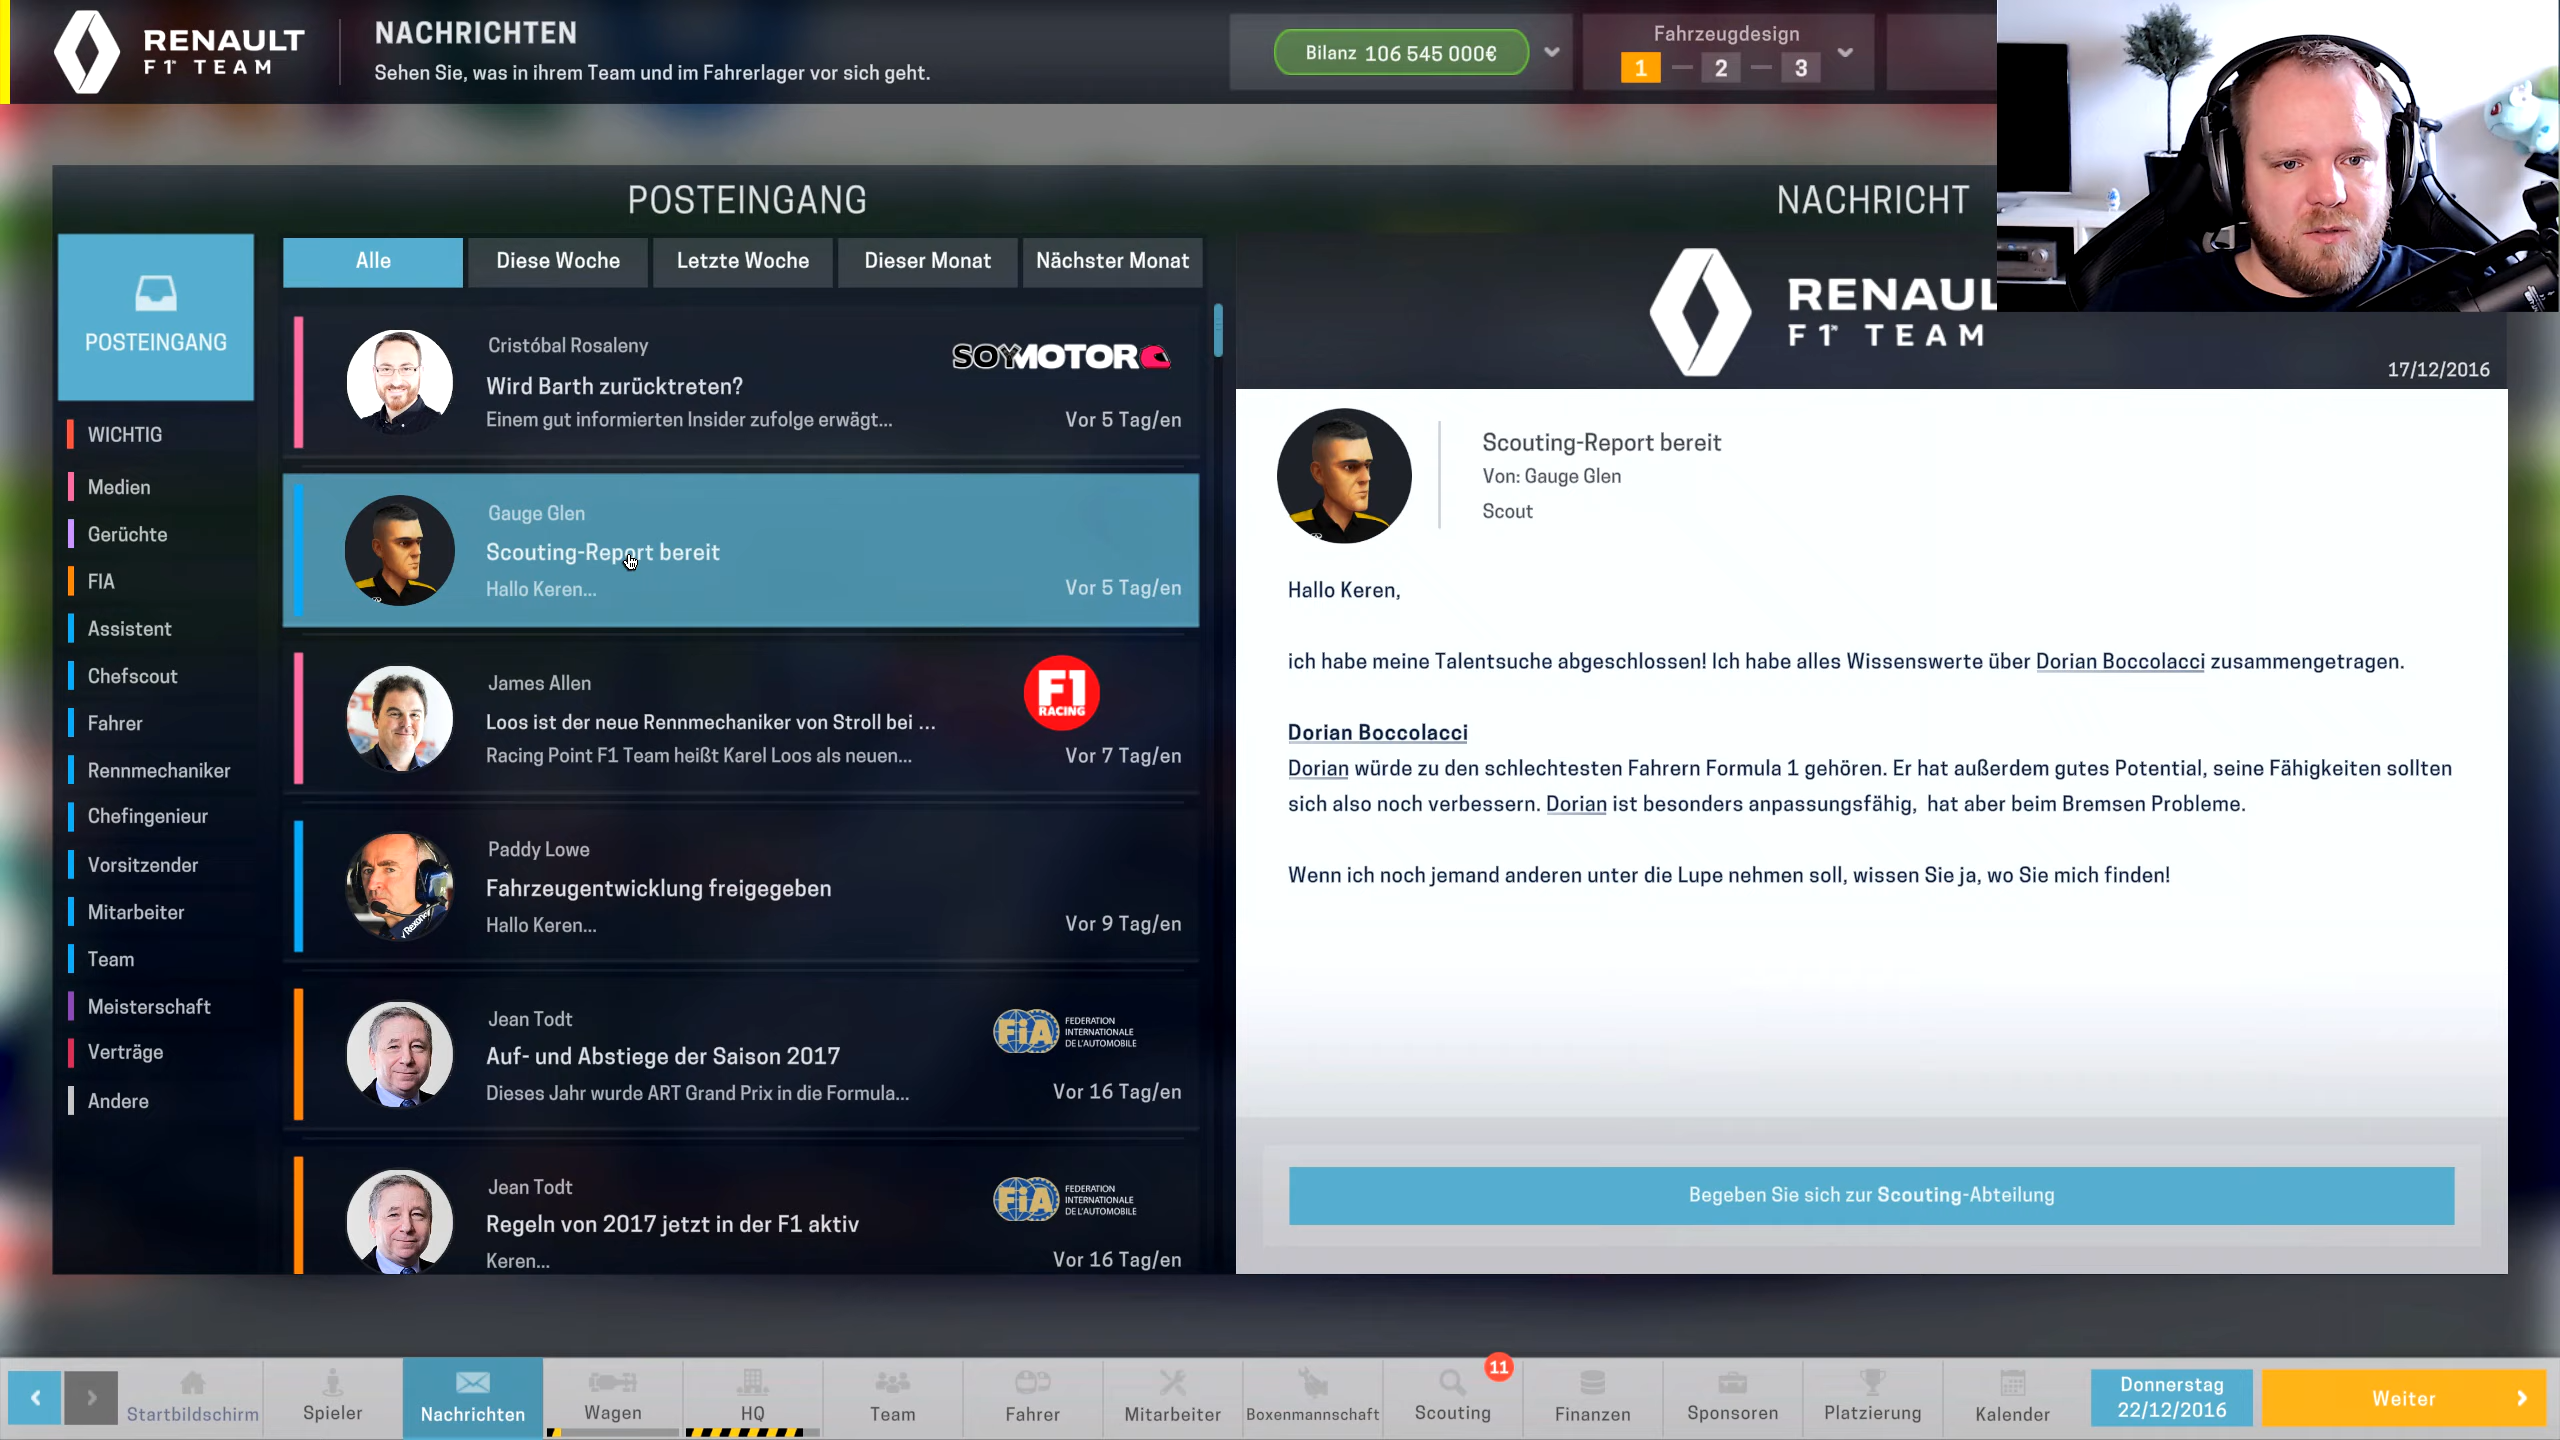 RENAULT
F1 TEAM
NACHRICHTEN
Sehen Sie, was in ihrem Team und im Fahrerlager vor sich geht.
Bilanz 106 545 000€
Fahrzeugdesign
1 — 2 — 3
POSTEINGANG
NACHRICHT
POSTEINGANG
Alle
Diese Woche
Letzte Woche
Dieser Monat
Nächster Monat
WICHTIG
Medien
Gerüchte
FIA
Assistent
Chefscout
Fahrer
Rennmechaniker
Chefingenieur
Vorsitzender
Mitarbeiter
Team
Meisterschaft
Verträge
Andere
Cristóbal Rosaleny
Wird Barth zurücktreten?
Einem gut informierten Insider zufolge erwägt...
SOYMOTOR
Vor 5 Tag/en
Gauge Glen
Scouting-Report bereit
Hallo Keren...
Vor 5 Tag/en
James Allen
Loos ist der neue Rennmechaniker von Stroll bei ...
Racing Point F1 Team heißt Karel Loos als neuen...
F1
RACING
Vor 7 Tag/en
Paddy Lowe
Fahrzeugentwicklung freigegeben
Hallo Keren...
Vor 9 Tag/en
Jean Todt
Auf- und Abstiege der Saison 2017
Dieses Jahr wurde ART Grand Prix in die Formula...
FiA
FEDERATION
INTERNATIONALE
DE L'AUTOMOBILE
Vor 16 Tag/en
Jean Todt
Regeln von 2017 jetzt in der F1 aktiv
Keren...
FiA
FEDERATION
INTERNATIONALE
DE L'AUTOMOBILE
Vor 16 Tag/en
RENAUL
F1 TEAM
17/12/2016
Scouting-Report bereit
Von: Gauge Glen
Scout
Hallo Keren,
ich habe meine Talentsuche abgeschlossen! Ich habe alles Wissenswerte über Dorian Boccolacci zusammengetragen.
Dorian Boccolacci
Dorian würde zu den schlechtesten Fahrern Formula 1 gehören. Er hat außerdem gutes Potential, seine Fähigkeiten sollten
sich also noch verbessern. Dorian ist besonders anpassungsfähig,  hat aber beim Bremsen Probleme.
Wenn ich noch jemand anderen unter die Lupe nehmen soll, wissen Sie ja, wo Sie mich finden!
Begeben Sie sich zur Scouting-Abteilung
Startbildschirm
Spieler
Nachrichten
Wagen
HQ
Team
Fahrer
Mitarbeiter
Boxenmannschaft
11
Scouting
Finanzen
Sponsoren
Platzierung
Kalender
Donnerstag
22/12/2016
Weiter